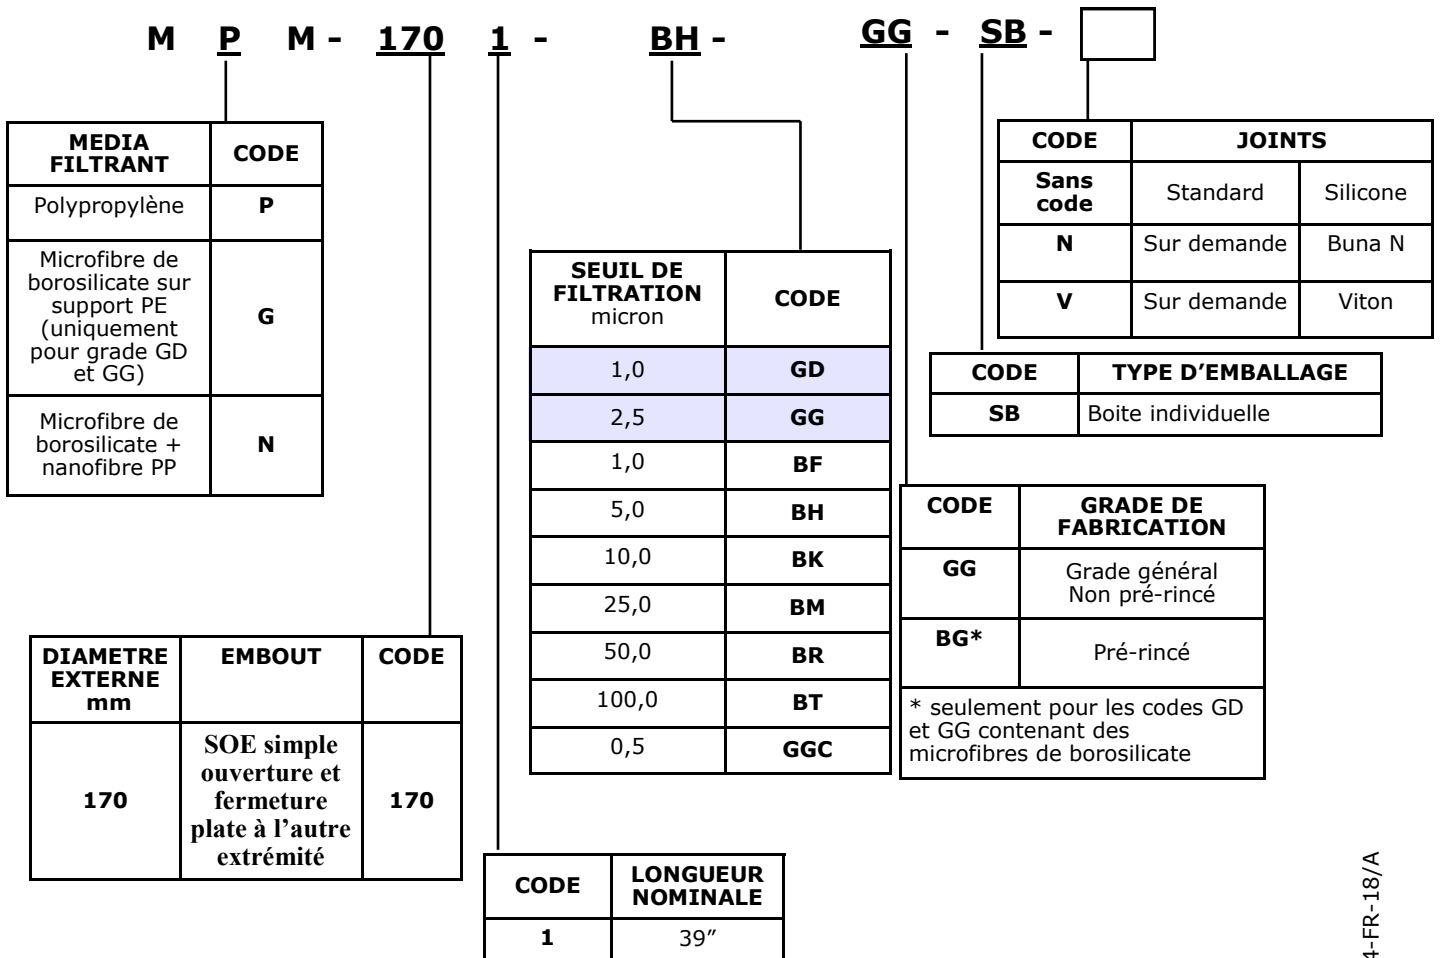 M P M - 170 1 - BH - GG - SB -
MEDIA
FILTRANT
CODE
Polypropylène
P
Microfibre de
borosilicate sur
support PE
(uniquement
pour grade GD
et GG)
G
Microfibre de
borosilicate +
nanofibre PP
N
DIAMETRE
EXTERNE
mm
EMBOUT
CODE
170
SOE simple
ouverture et
fermeture
plate à l’autre
extrémité
170
CODE
LONGUEUR
NOMINALE
1
39”
SEUIL DE
FILTRATION
micron
CODE
1,0
GD
2,5
GG
1,0
BF
5,0
BH
10,0
BK
25,0
BM
50,0
BR
100,0
BT
0,5
GGC
CODE
GRADE DE
FABRICATION
GG
Grade général
Non pré-rincé
BG*
Pré-rincé
* seulement pour les codes GD
et GG contenant des
microfibres de borosilicate
CODE
TYPE D’EMBALLAGE
SB
Boite individuelle
CODE
JOINTS
Sans
code
Standard
Silicone
N
Sur demande
Buna N
V
Sur demande
Viton
4-FR-18/A